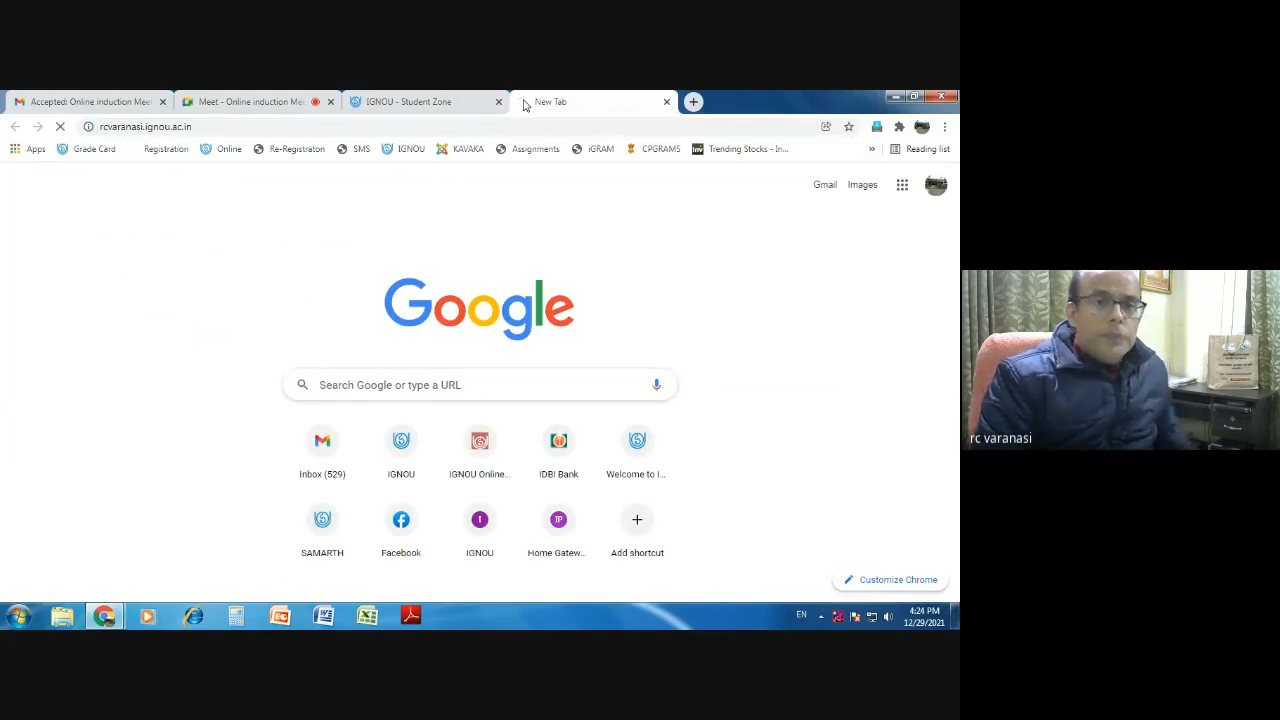 Accepted: Online induction Meet
Meet - Online induction Mee
IGNOU - Student Zone
New Tab
rcvaranasi.ignou.ac.in
Apps Grade Card Registration Online Re-Registraton SMS IGNOU KAVAKA Assignments iGRAM CPGRAMS Trending Stocks - In... » Reading list
Gmail Images
Google
Search Google or type a URL
Inbox (529) IGNOU IGNOU Online... IDBI Bank Welcome to I...
SAMARTH Facebook IGNOU Home Gatew... Add shortcut
Customize Chrome
EN
4:24 PM
12/29/2021
rc varanasi